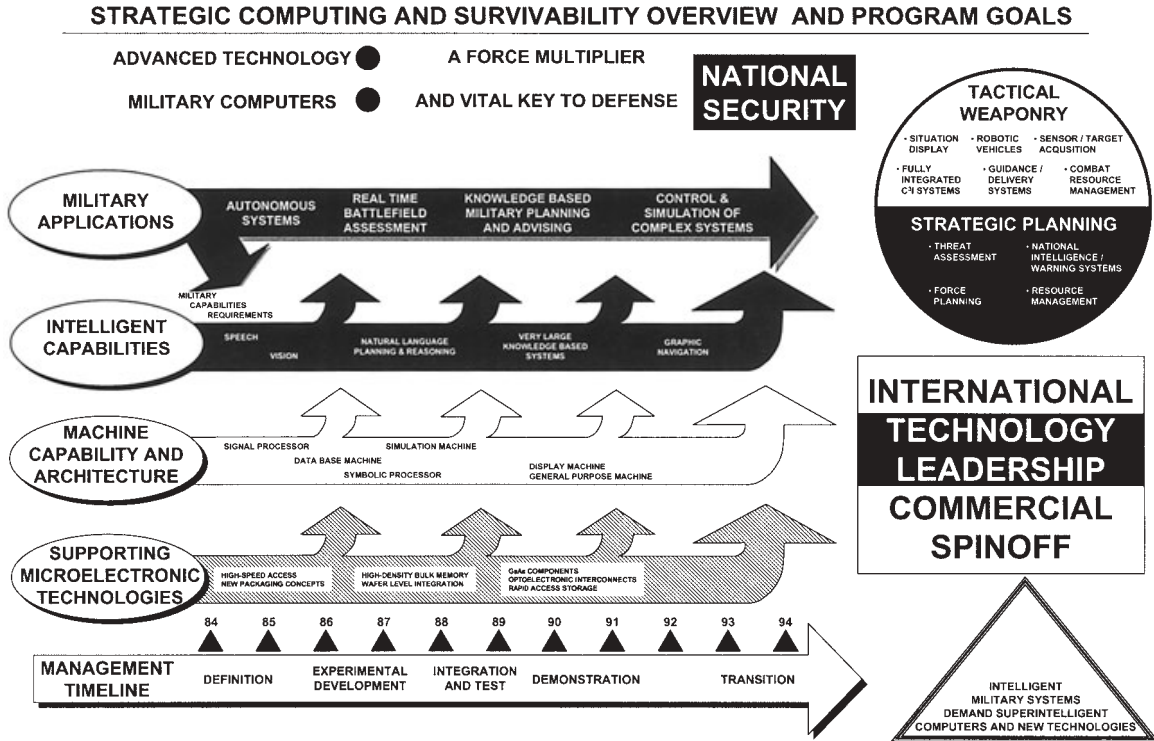 STRATEGIC COMPUTING AND SURVIVABILITY OVERVIEW AND PROGRAM GOALS
ADVANCED TECHNOLOGY ● A FORCE MULTIPLIER
MILITARY COMPUTERS ● AND VITAL KEY TO DEFENSE
NATIONAL
SECURITY
TACTICAL
WEAPONRY
· SITUATION
DISPLAY
· ROBOTIC
VEHICLES
· SENSOR / TARGET
ACQUSITION
· FULLY
INTEGRATED
C³I SYSTEMS
· GUIDANCE /
DELIVERY
SYSTEMS
· COMBAT
RESOURCE
MANAGEMENT
STRATEGIC PLANNING
· THREAT
ASSESSMENT
· NATIONAL
INTELLIGENCE /
WARNING SYSTEMS
· FORCE
PLANNING
· RESOURCE
MANAGEMENT
MILITARY
APPLICATIONS
AUTONOMOUS
SYSTEMS
REAL TIME
BATTLEFIELD
ASSESSMENT
KNOWLEDGE BASED
MILITARY PLANNING
AND ADVISING
CONTROL &
SIMULATION OF
COMPLEX SYSTEMS
MILITARY
CAPABILITIES
REQUIREMENTS
INTELLIGENT
CAPABILITIES
SPEECH
VISION
NATURAL LANGUAGE
PLANNING & REASONING
VERY LARGE
KNOWLEDGE BASED
SYSTEMS
GRAPHIC
NAVIGATION
MACHINE
CAPABILITY AND
ARCHITECTURE
SIGNAL PROCESSOR
DATA BASE MACHINE
SIMULATION MACHINE
SYMBOLIC PROCESSOR
DISPLAY MACHINE
GENERAL PURPOSE MACHINE
INTERNATIONAL
TECHNOLOGY
LEADERSHIP
COMMERCIAL
SPINOFF
SUPPORTING
MICROELECTRONIC
TECHNOLOGIES
HIGH-SPEED ACCESS
NEW PACKAGING CONCEPTS
HIGH-DENSITY BULK MEMORY
WAFER LEVEL INTEGRATION
GaAs COMPONENTS
OPTOELECTRONIC INTERCONNECTS
RAPID ACCESS STORAGE
84 85 86 87 88 89 90 91 92 93 94
MANAGEMENT
TIMELINE
DEFINITION
EXPERIMENTAL
DEVELOPMENT
INTEGRATION
AND TEST
DEMONSTRATION
TRANSITION
INTELLIGENT
MILITARY SYSTEMS
DEMAND SUPERINTELLIGENT
COMPUTERS AND NEW TECHNOLOGIES